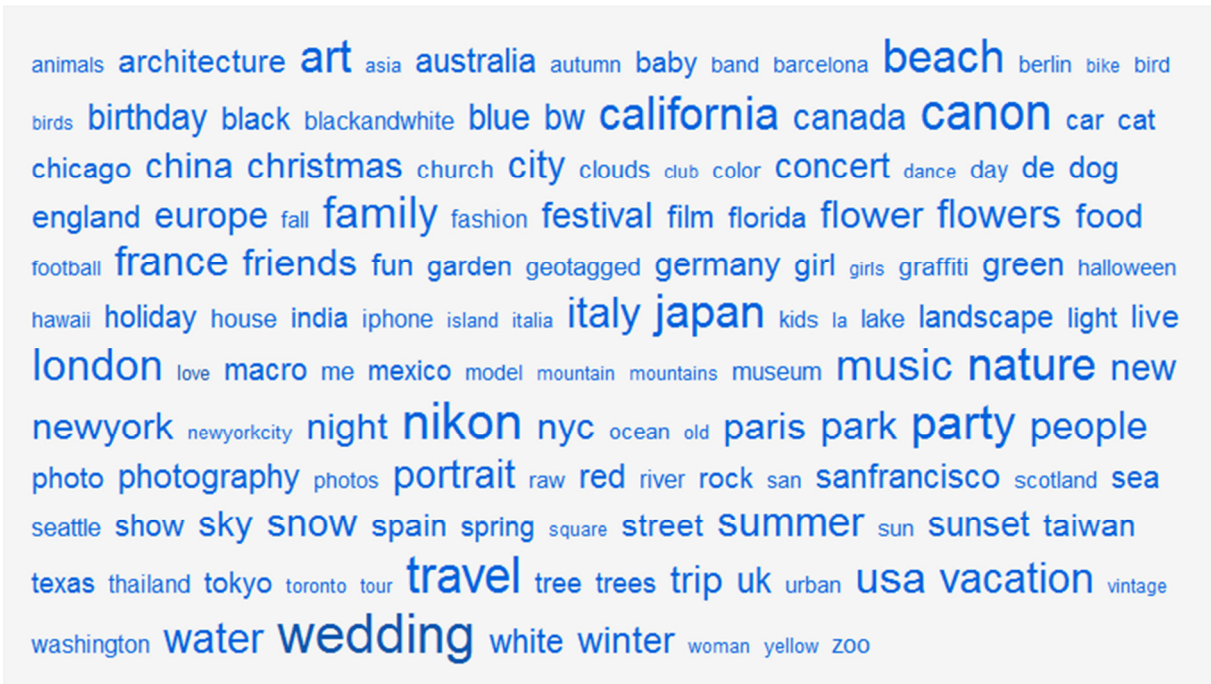 animals architecture art asia australia autumn baby band barcelona beach berlin bike bird
birds birthday black blackandwhite blue bw california canada canon car cat
chicago china christmas church city clouds club color concert dance day de dog
england europe fall family fashion festival film florida flower flowers food
football france friends fun garden geotagged germany girl girls graffiti green halloween
hawaii holiday house india iphone island italia italy japan kids la lake landscape light live
london love macro me mexico model mountain mountains museum music nature new
newyork newyorkcity night nikon nyc ocean old paris park party people
photo photography photos portrait raw red river rock san sanfrancisco scotland sea
seattle show sky snow spain spring square street summer sun sunset taiwan
texas thailand tokyo toronto tour travel tree trees trip uk urban usa vacation vintage
washington water wedding white winter woman yellow zoo